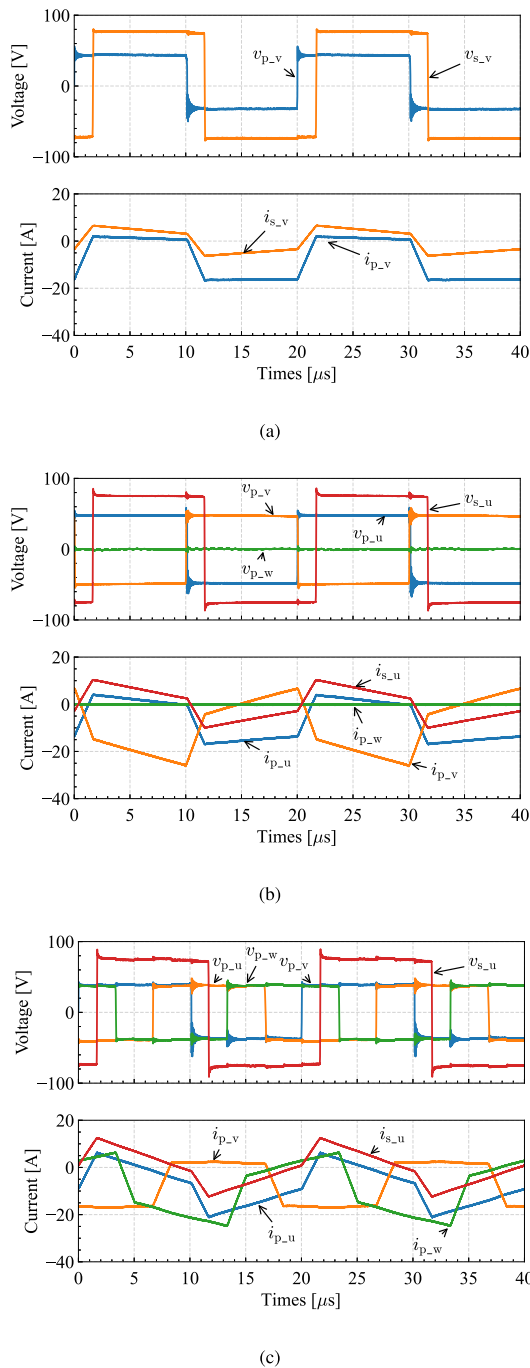 100
v_p_v
v_s_v
0
−100
Voltage [V]
20
i_s_v
0
i_p_v
−20
−40
Current [A]
0 5 10 15 20 25 30 35 40
Times [μs]
(a)
100
v_p_v
v_s_u
v_p_u
0
v_p_w
−100
Voltage [V]
20
i_s_u
0
i_p_w
i_p_u
−20
i_p_v
−40
Current [A]
0 5 10 15 20 25 30 35 40
Times [μs]
(b)
100
v_p_u v_p_w v_p_v
v_s_u
0
−100
Voltage [V]
20
i_p_v
i_s_u
0
−20
i_p_u
i_p_w
−40
Current [A]
0 5 10 15 20 25 30 35 40
Times [μs]
(c)